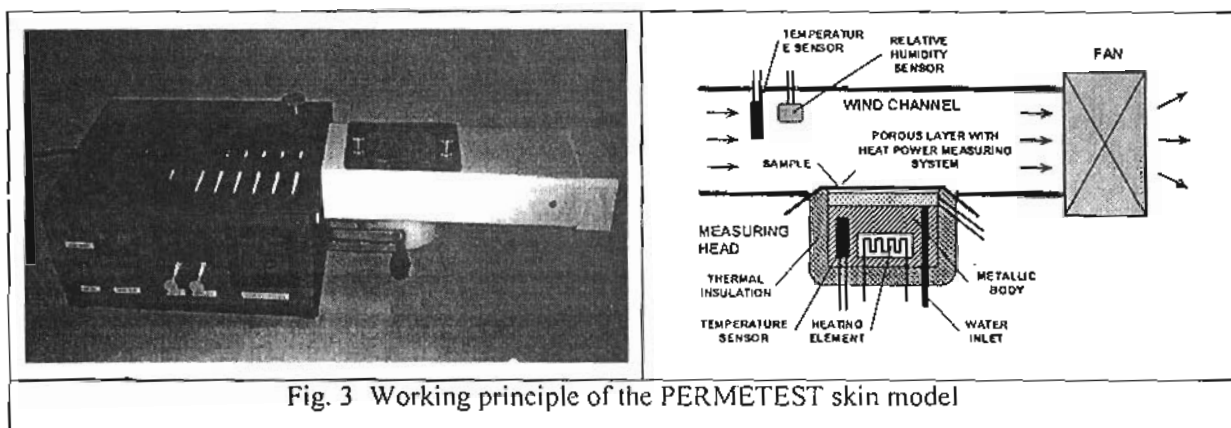 TEMPERATUR
E SENSOR
RELATIVE
HUMIDITY
SENSOR
FAN
WIND CHANNEL
POROUS LAYER WITH
HEAT POWER MEASURING
SYSTEM
SAMPLE
MEASURING
HEAD
THERMAL
INSULATION
METALLIC
BODY
TEMPERATURE
SENSOR
HEATING
ELEMENT
WATER
INLET
Fig. 3 Working principle of the PERMETEST skin model